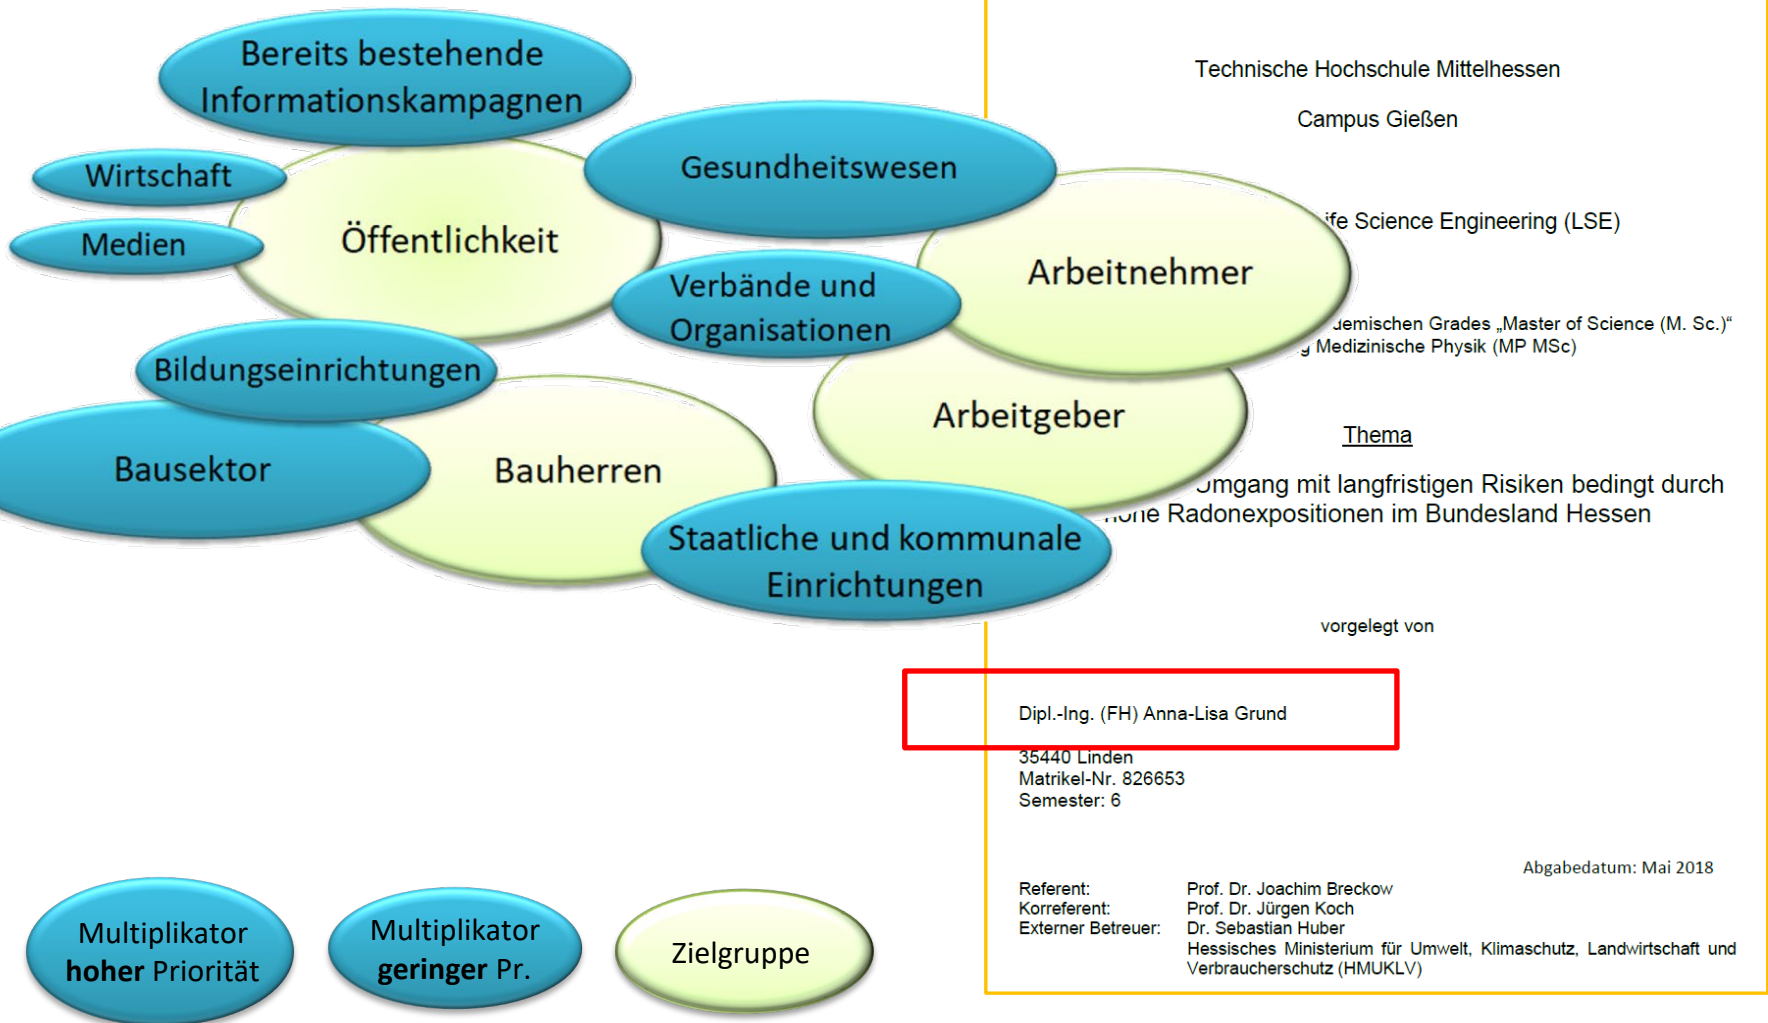 Bereits bestehende
Informationskampagnen
Wirtschaft
Medien
Öffentlichkeit
Gesundheitswesen
Verbände und
Organisationen
Arbeitnehmer
Arbeitgeber
Bildungseinrichtungen
Bausektor
Bauherren
Staatliche und kommunale
Einrichtungen
Multiplikator
hoher Priorität
Multiplikator
geringer Pr.
Zielgruppe
Technische Hochschule Mittelhessen
Campus Gießen
Science Engineering (LSE)
Grades „Master of Science (M. Sc.)“
Medizinische Physik (MP MSc)
Thema
Umgang mit langfristigen Risiken bedingt durch
Radonexpositionen im Bundesland Hessen
vorgelegt von
Dipl.-Ing. (FH) Anna-Lisa Grund
35440 Linden
Matrikel-Nr. 826653
Semester: 6
Abgabedatum: Mai 2018
Referent: Prof. Dr. Joachim Breckow
Korreferent: Prof. Dr. Jürgen Koch
Externer Betreuer: Dr. Sebastian Huber
Hessisches Ministerium für Umwelt, Klimaschutz, Landwirtschaft und
Verbraucherschutz (HMUKLV)